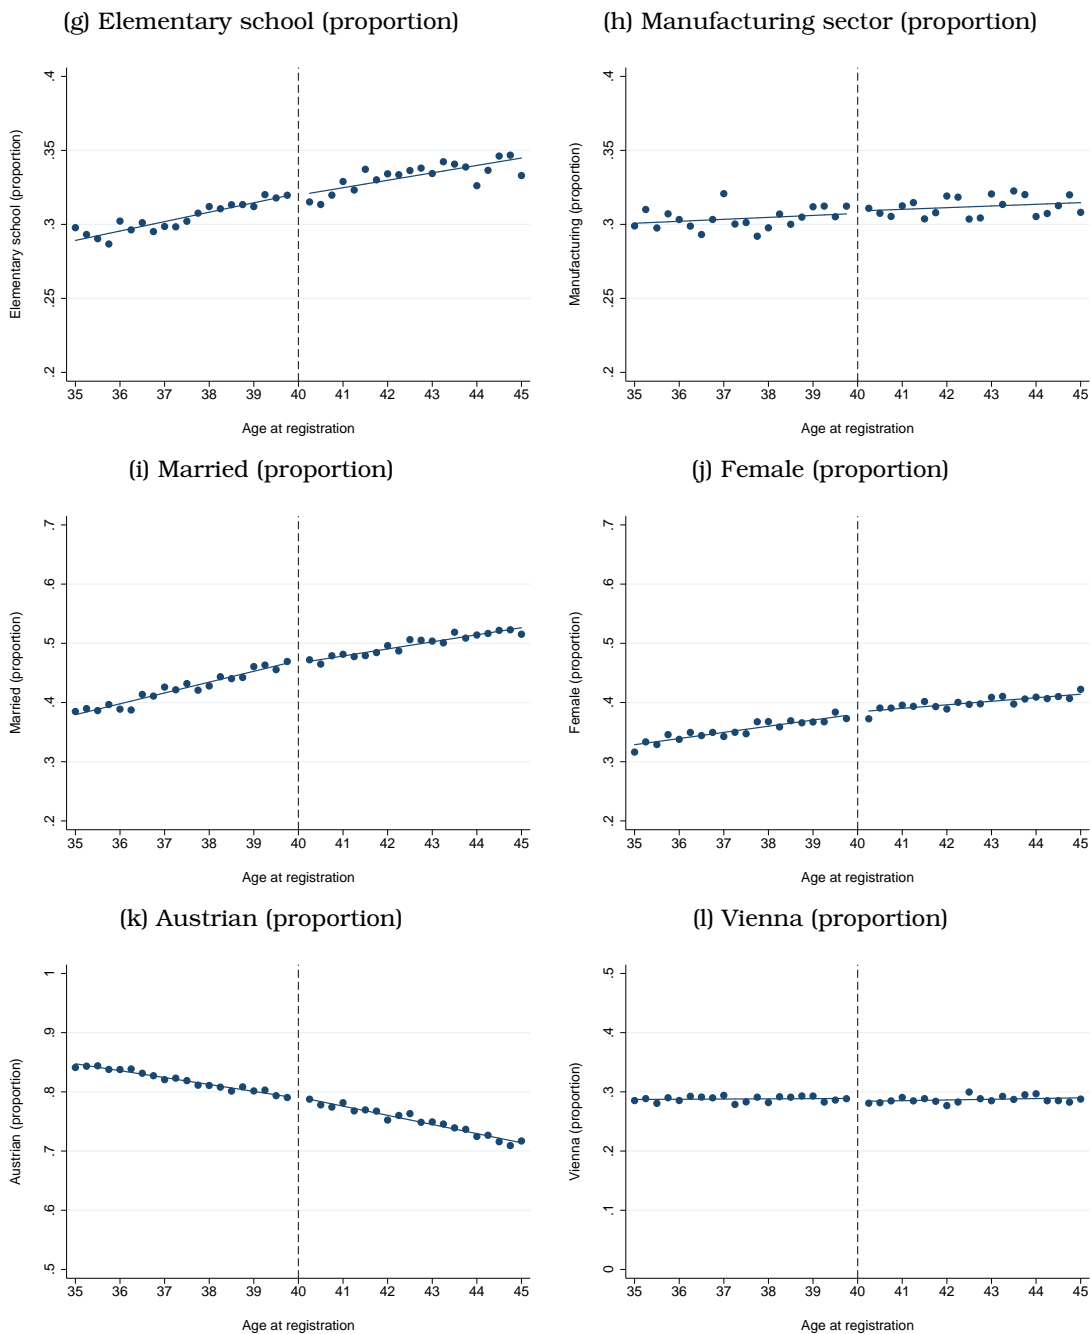 (g) Elementary school (proportion)
(h) Manufacturing sector (proportion)
Elementary school (proportion)
.4
.35
.3
.25
.2
35 36 37 38 39 40 41 42 43 44 45
Age at registration
Manufacturing (proportion)
.4
.35
.3
.25
.2
35 36 37 38 39 40 41 42 43 44 45
Age at registration
(i) Married (proportion)
(j) Female (proportion)
Married (proportion)
.7
.6
.5
.4
.3
.2
35 36 37 38 39 40 41 42 43 44 45
Age at registration
Female (proportion)
.7
.6
.5
.4
.3
.2
35 36 37 38 39 40 41 42 43 44 45
Age at registration
(k) Austrian (proportion)
(l) Vienna (proportion)
Austrian (proportion)
1
.9
.8
.7
.6
.5
35 36 37 38 39 40 41 42 43 44 45
Age at registration
Vienna (proportion)
.5
.4
.3
.2
.1
0
35 36 37 38 39 40 41 42 43 44 45
Age at registration